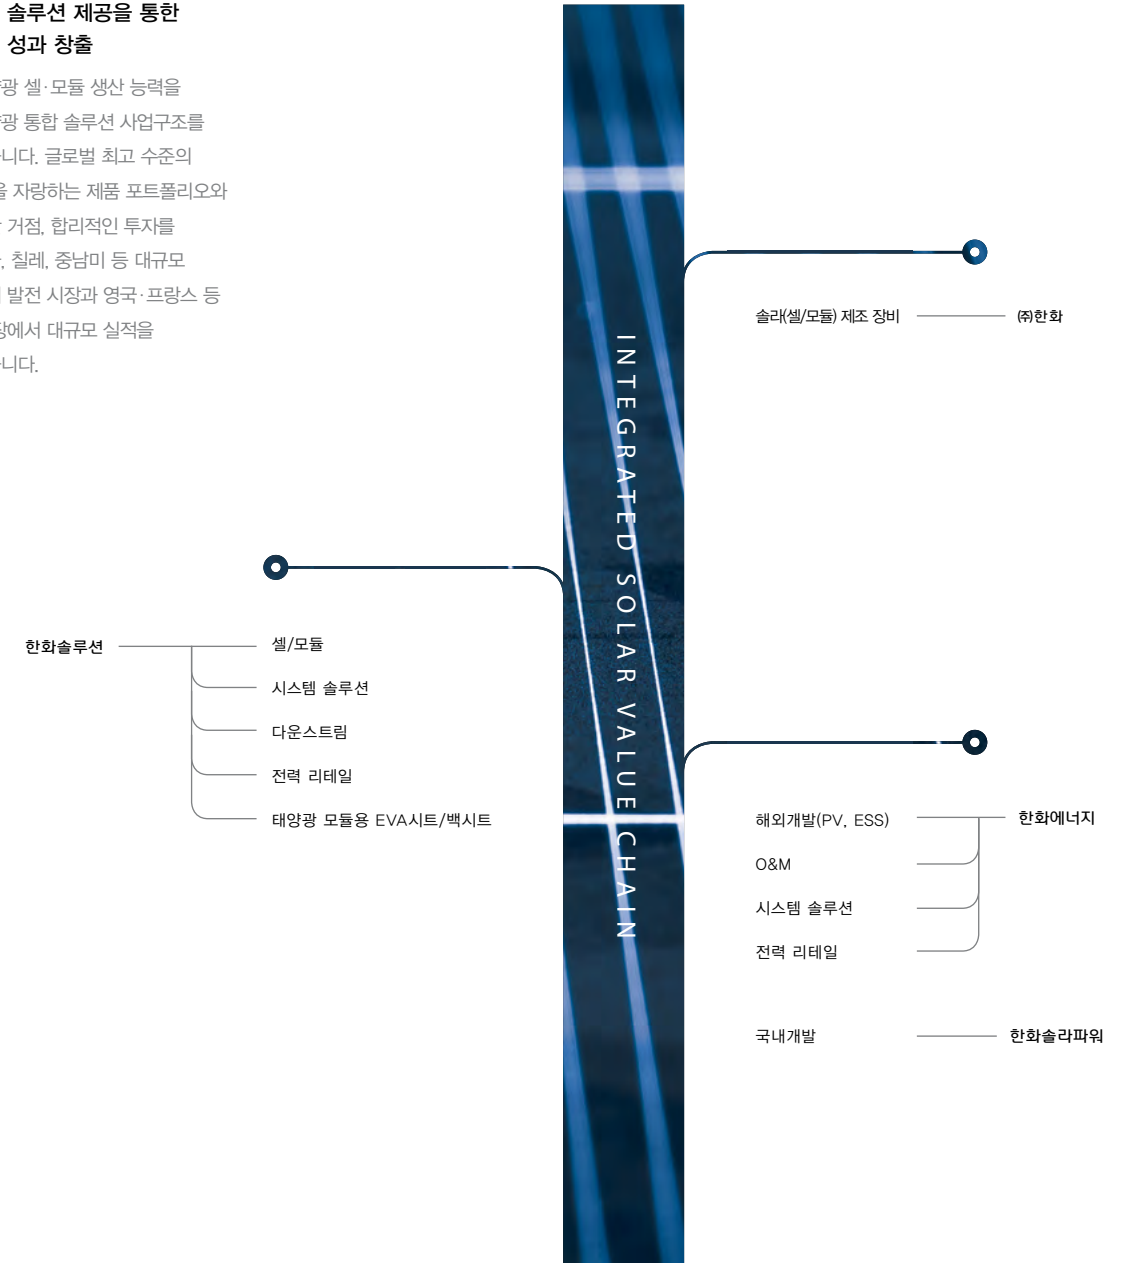 솔루션 제공을 통한
성과 창출
광 셀·모듈 생산 능력을
광 통합 솔루션 사업구조를
니다. 글로벌 최고 수준의
을 자랑하는 제품 포트폴리오와
거점, 합리적인 투자를
, 칠레, 중남미 등 대규모
발전 시장과 영국·프랑스 등
장에서 대규모 실적을
니다.
INTEGRATED SOLAR VALUE CHAIN
솔라(셀/모듈) 제조 장비
㈜한화
한화솔루션
셀/모듈
시스템 솔루션
다운스트림
전력 리테일
태양광 모듈용 EVA시트/백시트
해외개발(PV, ESS)
한화에너지
O&M
시스템 솔루션
전력 리테일
국내개발
한화솔라파워